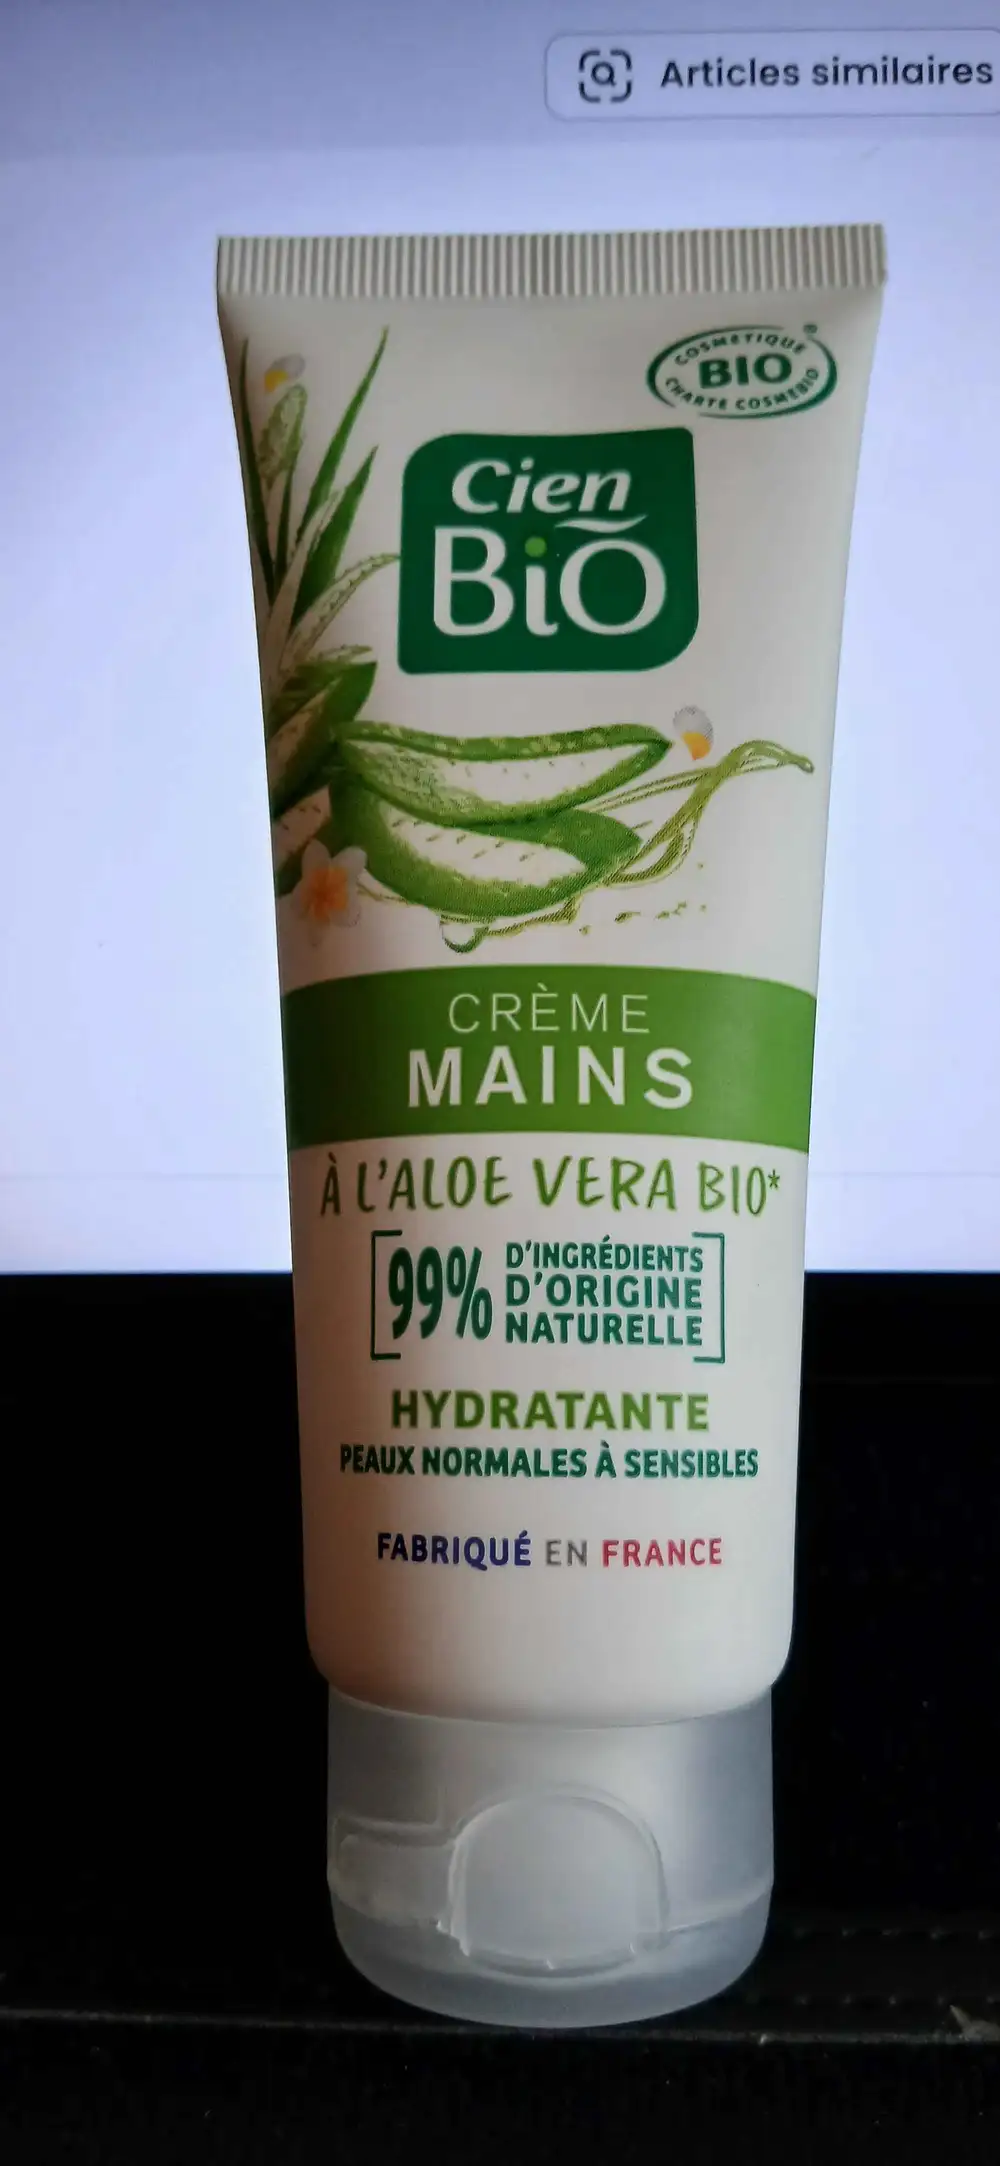 Articles similaires
COSMETIQUE
BIO
CHARTE COSMEBIO
®
Cien
BiO
CRÈME
MAINS
À L'ALOE VERA BIO*
99% D'INGRÉDIENTS
D'ORIGINE
NATURELLE
HYDRATANTE
PEAUX NORMALES À SENSIBLES
FABRIQUÉ EN FRANCE